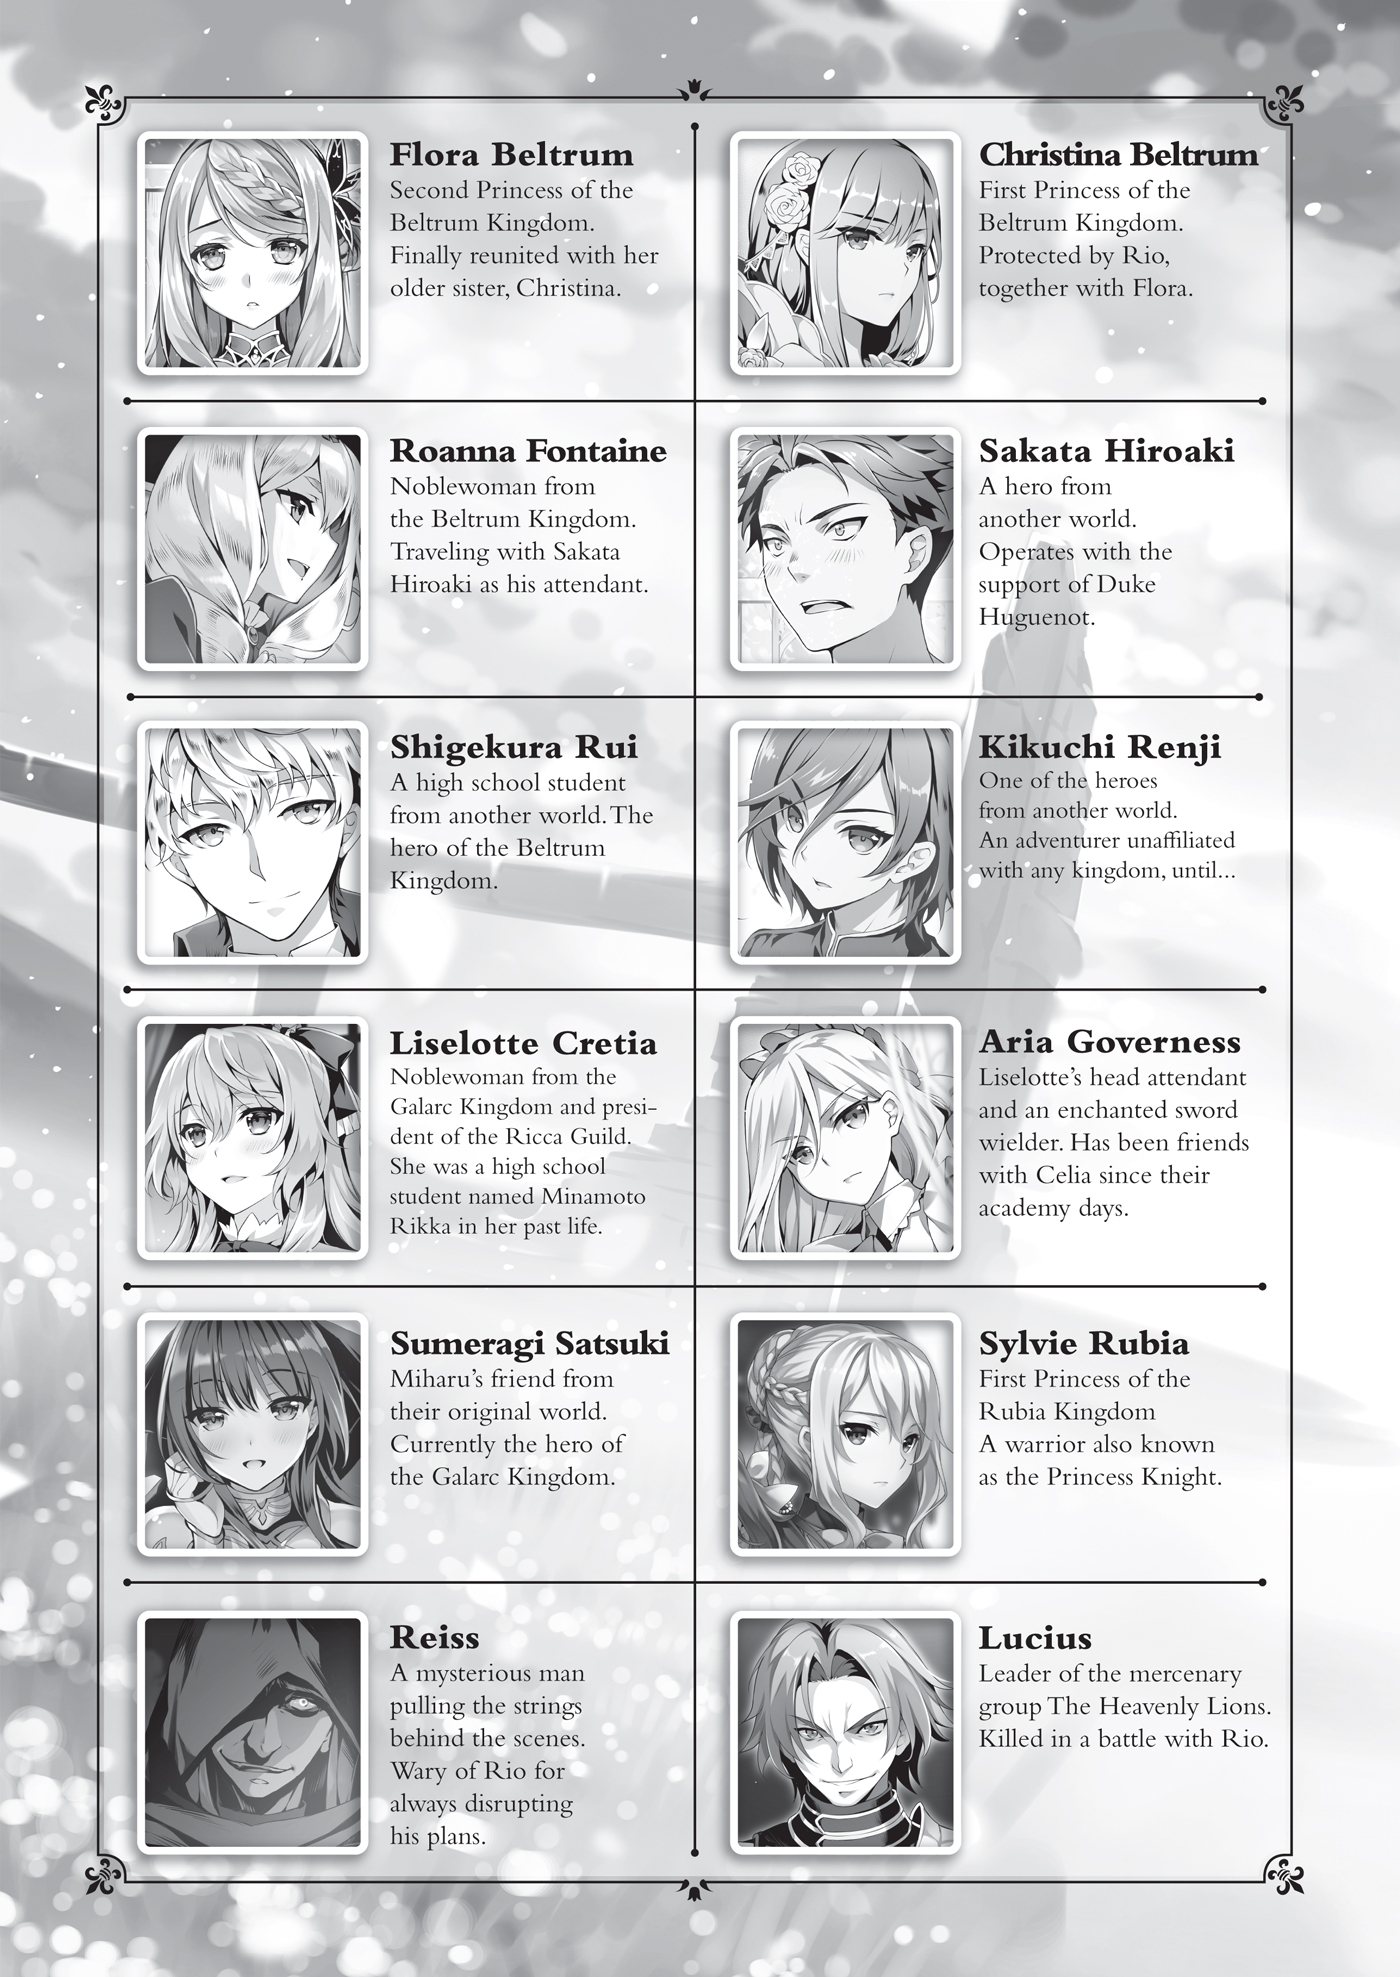 Flora Beltrum
Second Princess of the
Beltrum Kingdom.
Finally reunited with her
older sister, Christina.
Christina Beltrum
First Princess of the
Beltrum Kingdom.
Protected by Rio,
together with Flora.
Roanna Fontaine
Noblewoman from
the Beltrum Kingdom.
Traveling with Sakata
Hiroaki as his attendant.
Sakata Hiroaki
A hero from
another world.
Operates with the
support of Duke
Huguenot.
Shigekura Rui
A high school student
from another world. The
hero of the Beltrum
Kingdom.
Kikuchi Renji
One of the heroes
from another world.
An adventurer unaffiliated
with any kingdom, until...
Liselotte Cretia
Noblewoman from the
Galarc Kingdom and presi-
dent of the Ricca Guild.
She was a high school
student named Minamoto
Rikka in her past life.
Aria Governess
Liselotte's head attendant
and an enchanted sword
wielder. Has been friends
with Celia since their
academy days.
Sumeragi Satsuki
Miharu's friend from
their original world.
Currently the hero of
the Galarc Kingdom.
Sylvie Rubia
First Princess of the
Rubia Kingdom
A warrior also known
as the Princess Knight.
Reiss
A mysterious man
pulling the strings
behind the scenes.
Wary of Rio for
always disrupting
his plans.
Lucius
Leader of the mercenary
group The Heavenly Lions.
Killed in a battle with Rio.